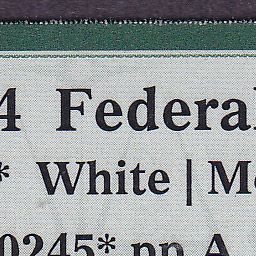 4 Federal
* White | M
0245* pp A